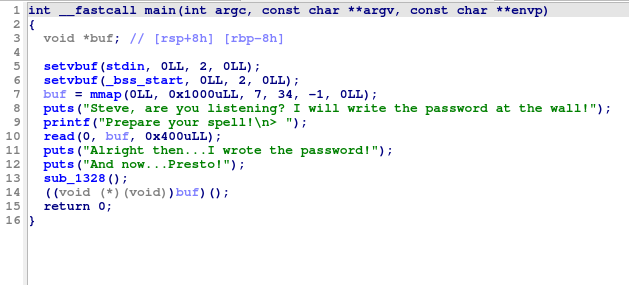 1 int __fastcall main(int argc, const char **argv, const char **envp)
2 {
3 void *buf; // [rsp+8h] [rbp-8h]
4
5 setvbuf(stdin, 0LL, 2, 0LL);
6 setvbuf(_bss_start, 0LL, 2, 0LL);
7 buf = mmap(0LL, 0x1000uLL, 7, 34, -1, 0LL);
8 puts("Steve, are you listening? I will write the password at the wall!");
9 printf("Prepare your spell!\n> ");
10 read(0, buf, 0x400uLL);
11 puts("Alright then...I wrote the password!");
12 puts("And now...Presto!");
13 sub_1328();
14 ((void (*)(void))buf)();
15 return 0;
16 }